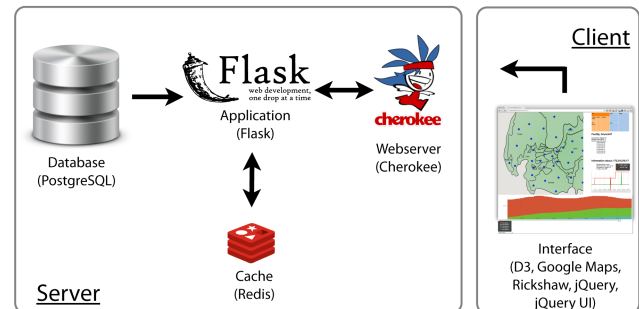 Client
Flask
web development,
one drop at a time
Application
(Flask)
cherokee
Webserver
(Cherokee)
Database
(PostgreSQL)
Cache
(Redis)
Server
Interface
(D3, Google Maps,
Rickshaw, jQuery,
jQuery UI)